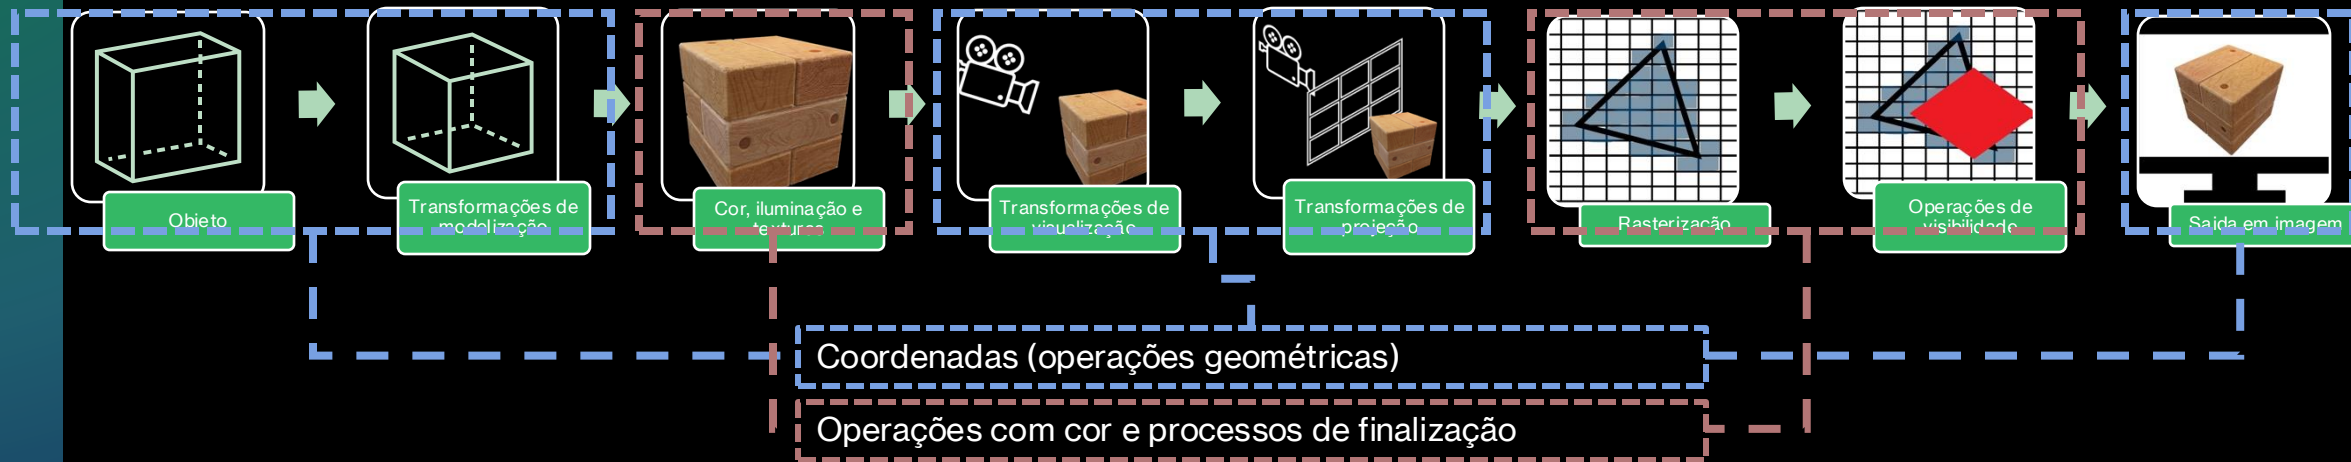 Objeto
Transformações de
modelização
Cor, iluminação e
texturas
Transformações de
visualização
Transformações de
projeção
Rasterização
Operações de
visibilidade
Saida em imagem
Coordenadas (operações geométricas)
Operações com cor e processos de finalização